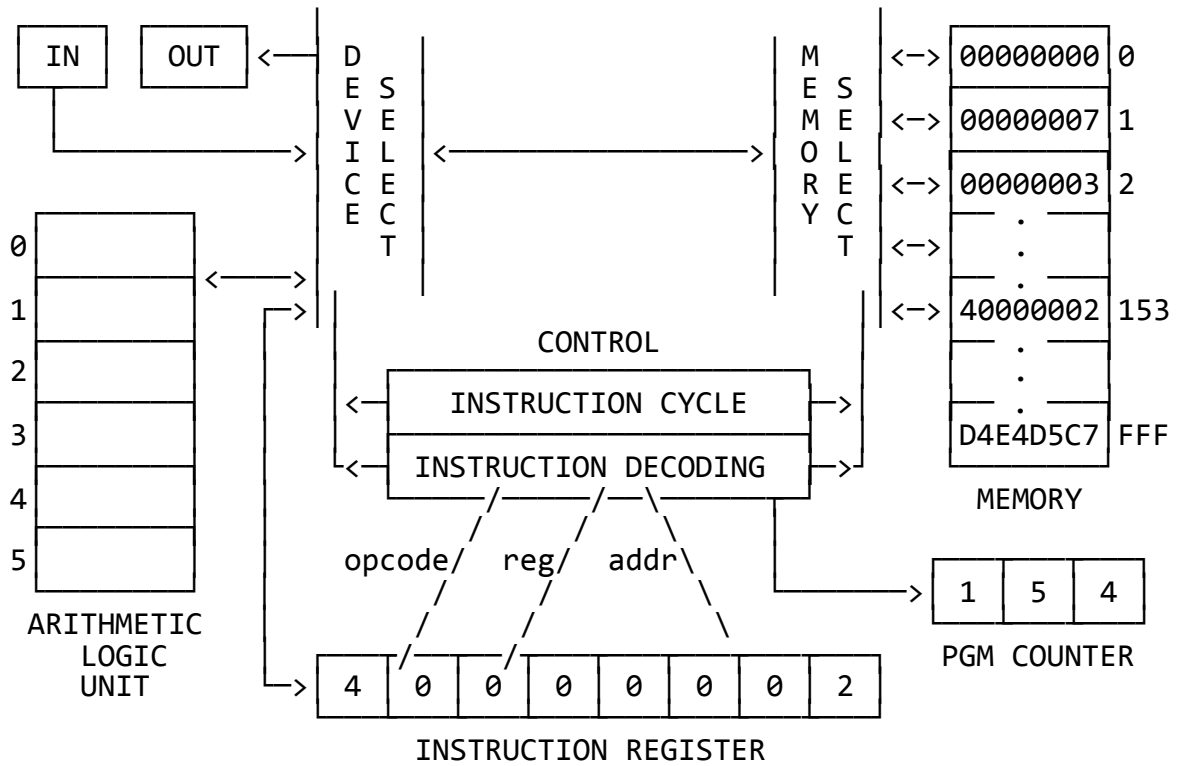 IN OUT
DEVICE SELECT
MEMORY SELECT
00000000 0
00000007 1
00000003 2
40000002 153
D4E4D5C7 FFF
MEMORY
0
1
2
3
4
5
ARITHMETIC
LOGIC
UNIT
CONTROL
INSTRUCTION CYCLE
INSTRUCTION DECODING
opcode reg addr
1 5 4
PGM COUNTER
4 0 0 0 0 0 0 2
INSTRUCTION REGISTER